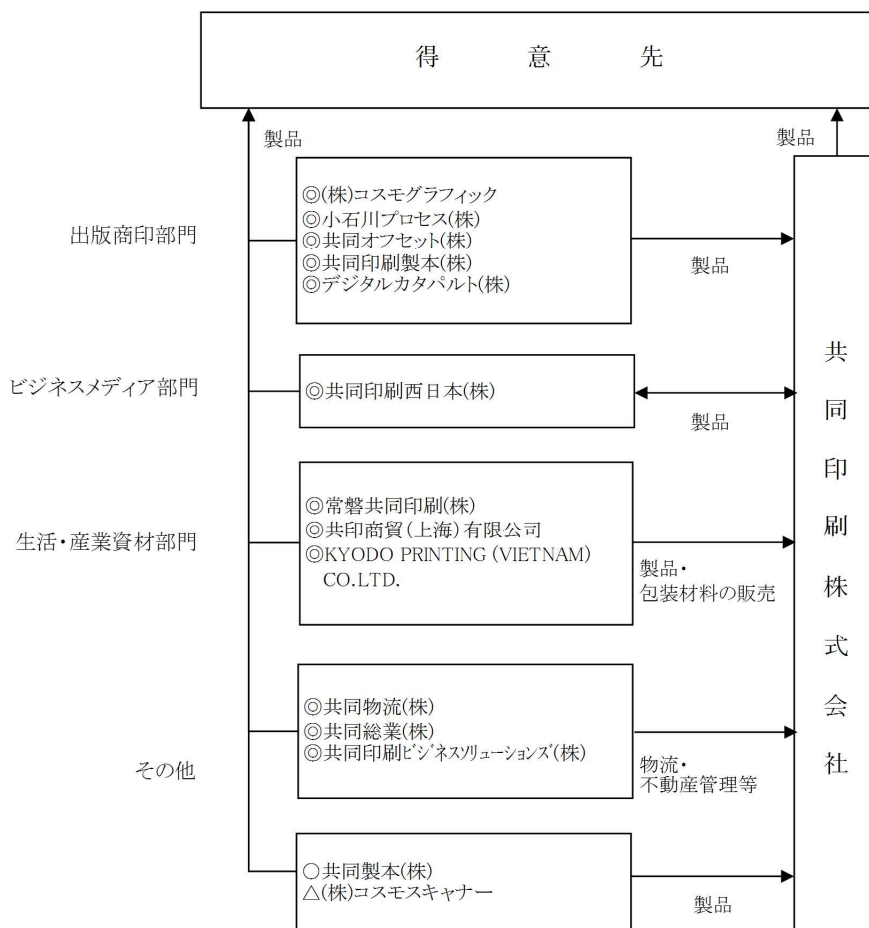 得意先
製品
製品
出版商印部門
◎(株)コスモグラフィック
◎小石川プロセス(株)
◎共同オフセット(株)
◎共同印刷製本(株)
◎デジタルカタパルト(株)
製品
ビジネスメディア部門
◎共同印刷西日本(株)
製品
生活・産業資材部門
◎常磐共同印刷(株)
◎共印商貿(上海)有限公司
◎KYODO PRINTING (VIETNAM)
CO.LTD.
製品・
包装材料の販売
その他
◎共同物流(株)
◎共同総業(株)
◎共同印刷ビジネスソリューションズ(株)
物流・
不動産管理等
○共同製本(株)
△(株)コスモスキャナー
製品
共同印刷株式会社